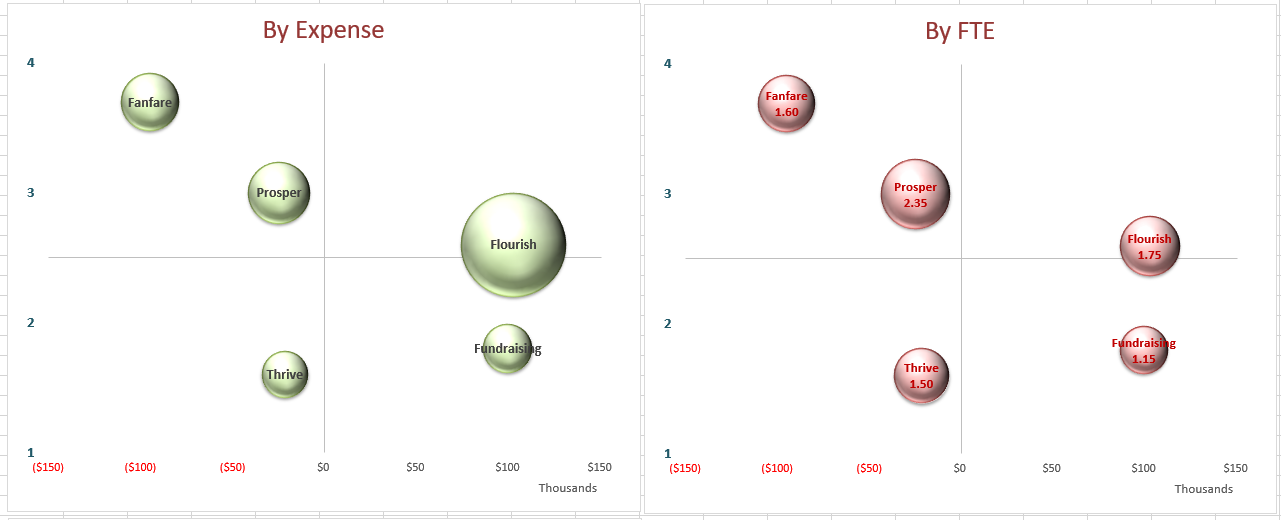 By Expense
4
Fanfare
3
Prosper
Flourish
2
Fundraising
Thrive
1
($150) ($100) ($50) $0 $50 $100 $150
Thousands
By FTE
4
Fanfare
1.60
3
Prosper
2.35
Flourish
1.75
2
Fundraising
1.15
Thrive
1.50
1
($150) ($100) ($50) $0 $50 $100 $150
Thousands